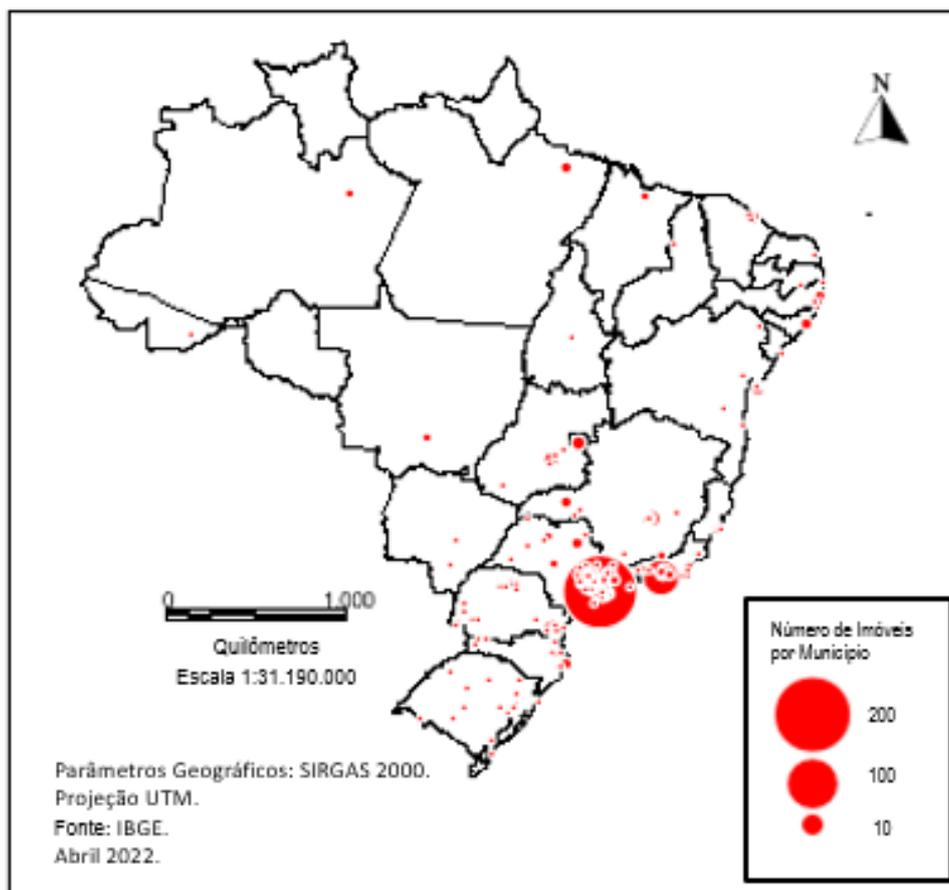 N
0 1.000
Quilômetros
Escala 1:31.190.000
Número de Imóveis
por Municipio
200
100
10
Parâmetros Geográficos: SIRGAS 2000.
Projeção UTM.
Fonte: IBGE.
Abril 2022.